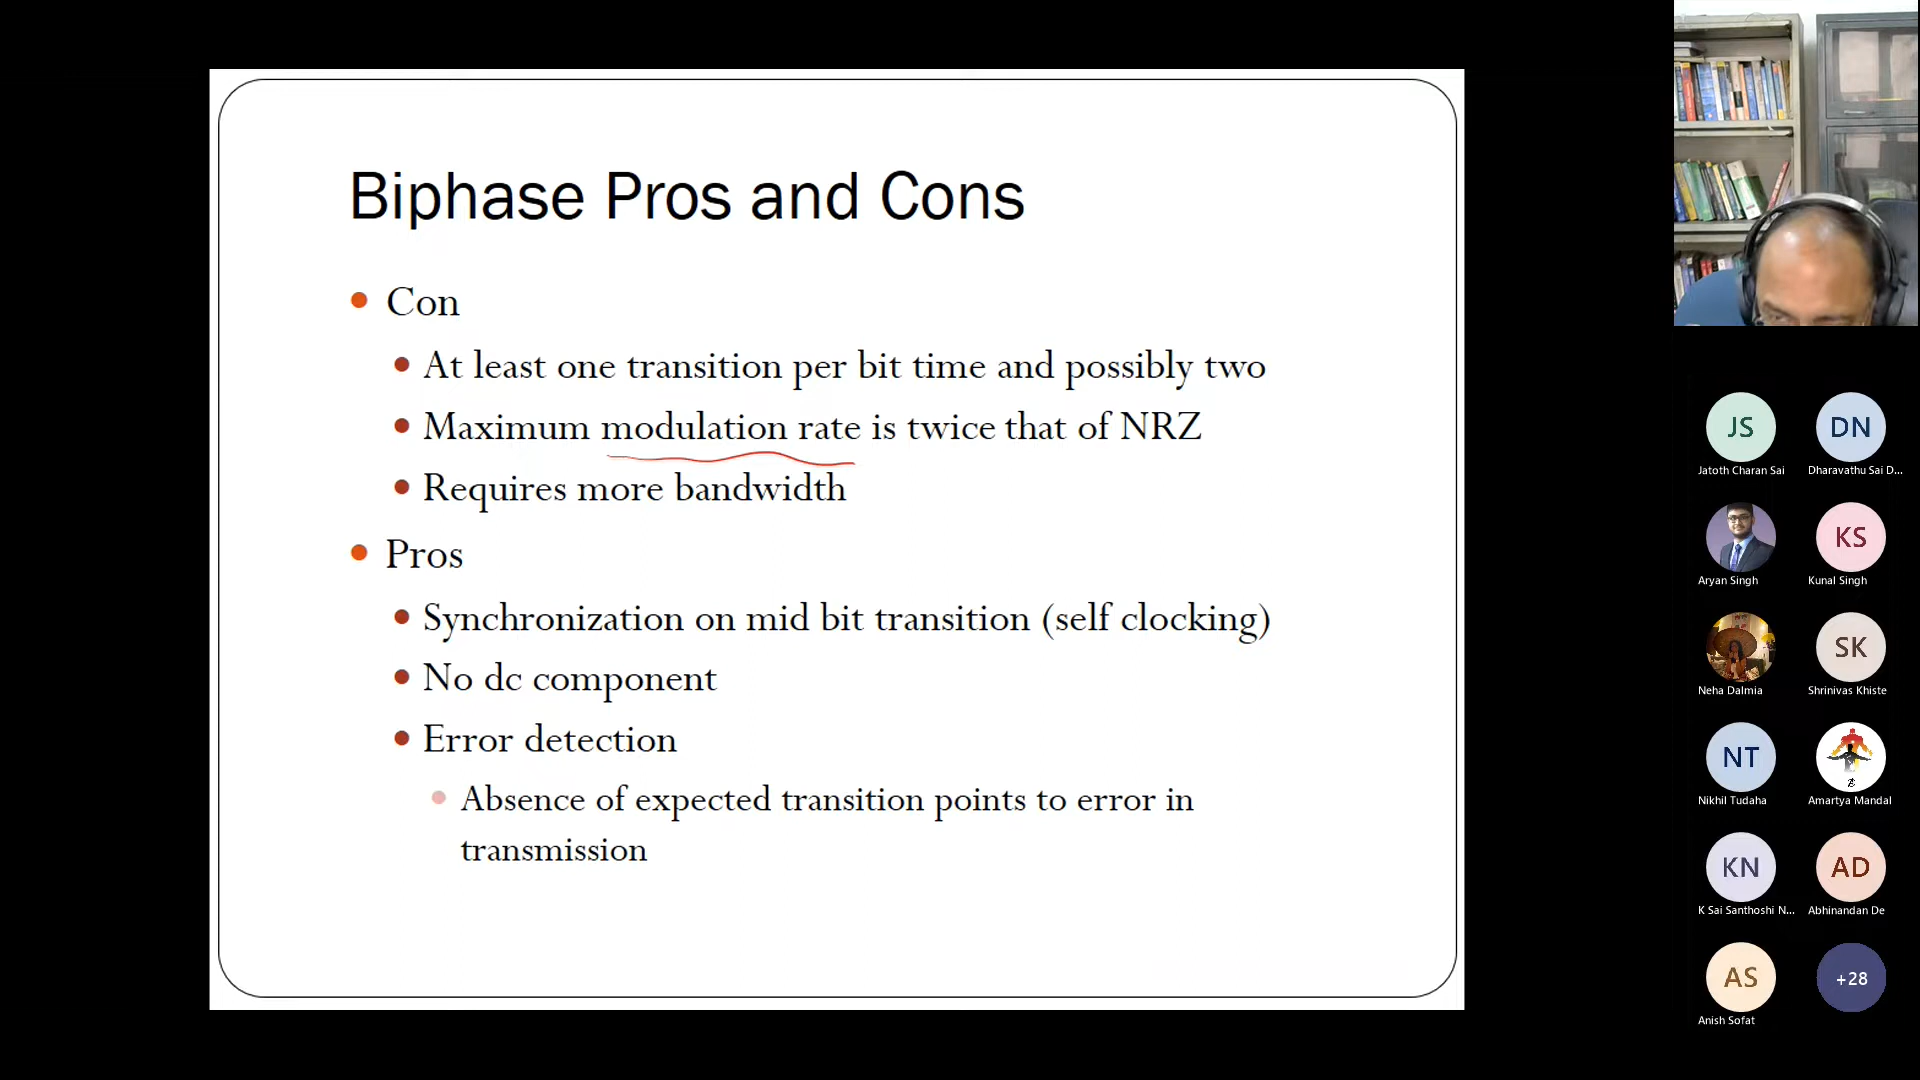 Biphase Pros and Cons
Con
At least one transition per bit time and possibly two
Maximum modulation rate is twice that of NRZ
Requires more bandwidth
Pros
Synchronization on mid bit transition (self clocking)
No dc component
Error detection
Absence of expected transition points to error in
transmission
JS
DN
Jatoth Charan Sai
Dharavathu Sai D...
KS
Aryan Singh
Kunal Singh
SK
Neha Dalmia
Shrinivas Khiste
NT
Nikhil Tudaha
Amartya Mandal
KN
AD
K Sai Santhoshi N...
Abhinandan De
AS
+28
Anish Sofat